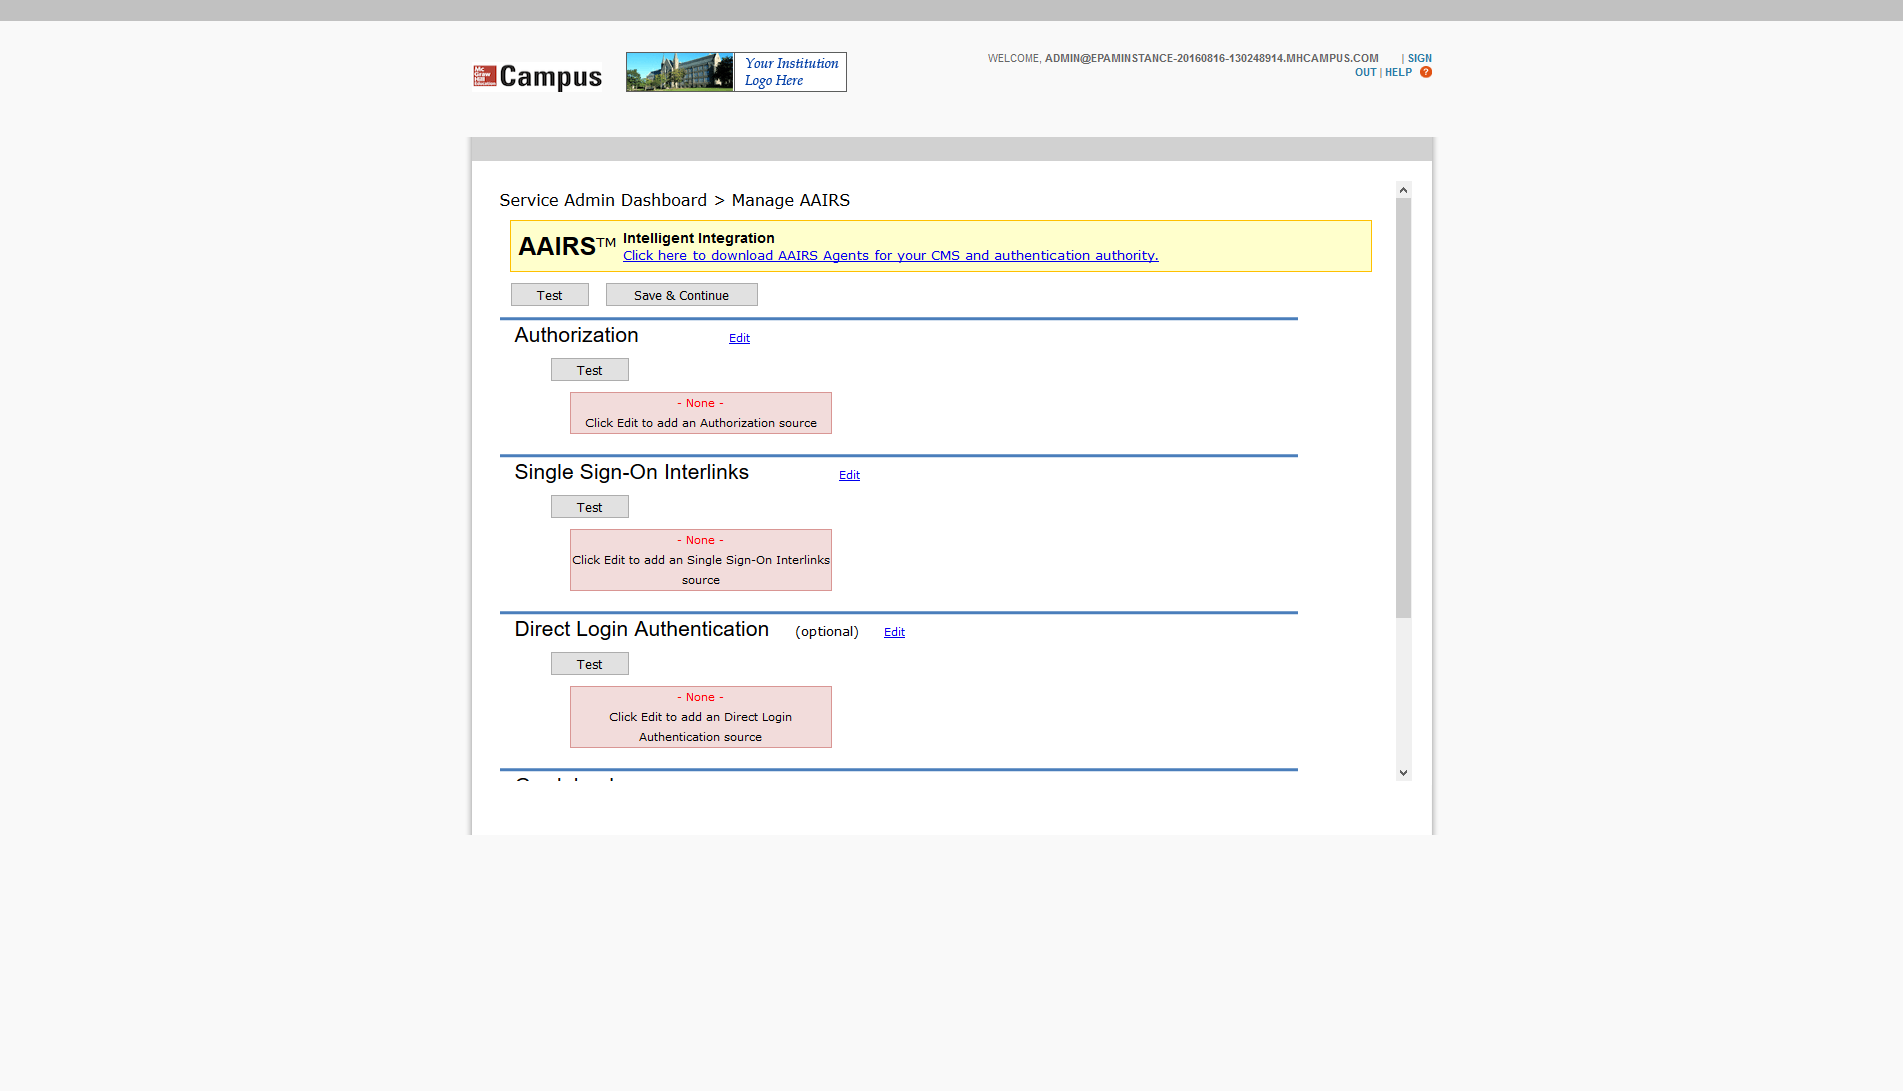 Mc Graw Hill Education Campus
Your Institution
Logo Here
WELCOME, ADMIN@EPAMINSTANCE-20160816-130248914.MHCAMPUS.COM | SIGN
OUT | HELP ?
Service Admin Dashboard > Manage AAIRS
AAIRS™ Intelligent Integration
Click here to download AAIRS Agents for your CMS and authentication authority.
Test Save & Continue
Authorization Edit
Test
- None -
Click Edit to add an Authorization source
Single Sign-On Interlinks Edit
Test
- None -
Click Edit to add an Single Sign-On Interlinks
source
Direct Login Authentication (optional) Edit
Test
- None -
Click Edit to add an Direct Login
Authentication source